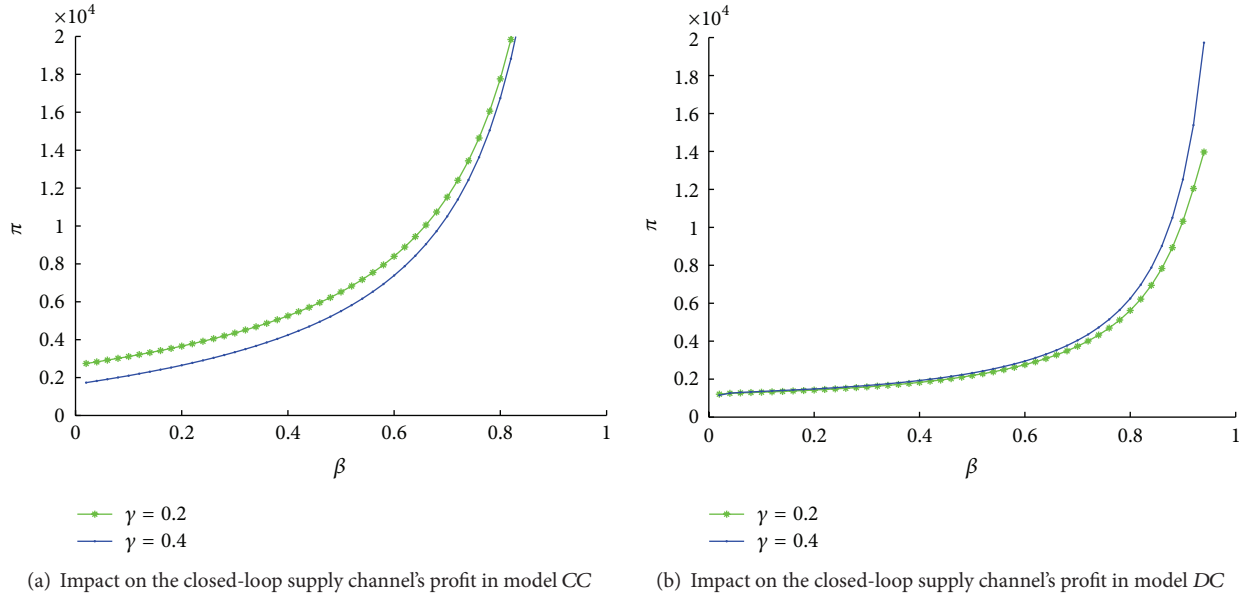 ×10⁴
2
1.8
1.6
1.4
1.2
1
0.8
0.6
0.4
0.2
0
π
0 0.2 0.4 0.6 0.8 1
β
γ = 0.2
γ = 0.4
(a) Impact on the closed-loop supply channel's profit in model CC
×10⁴
2
1.8
1.6
1.4
1.2
1
0.8
0.6
0.4
0.2
0
π
0 0.2 0.4 0.6 0.8 1
β
γ = 0.2
γ = 0.4
(b) Impact on the closed-loop supply channel's profit in model DC